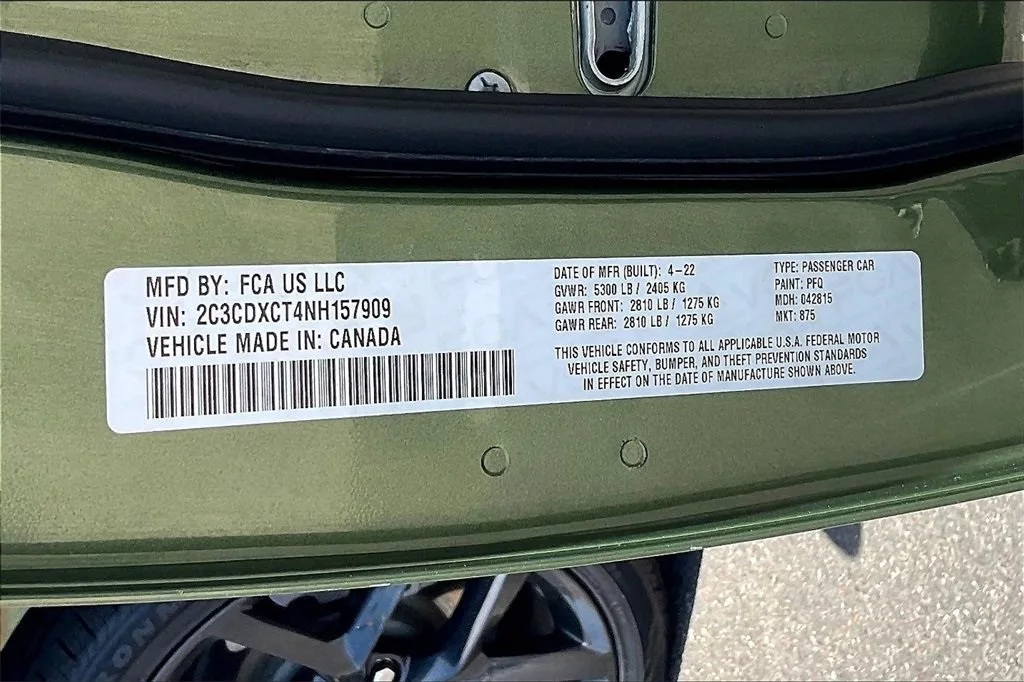 MFD BY: FCA US LLC
VIN: 2C3CDXCT4NH157909
VEHICLE MADE IN: CANADA
DATE OF MFR (BUILT): 4-22
GVWR: 5300 LB / 2405 KG
GAWR FRONT: 2810 LB / 1275 KG
GAWR REAR: 2810 LB / 1275 KG
TYPE: PASSENGER CAR
PAINT: PFQ
MDH: 042815
MKT: 875
THIS VEHICLE CONFORMS TO ALL APPLICABLE U.S.A. FEDERAL MOTOR
VEHICLE SAFETY, BUMPER, AND THEFT PREVENTION STANDARDS
IN EFFECT ON THE DATE OF MANUFACTURE SHOWN ABOVE.